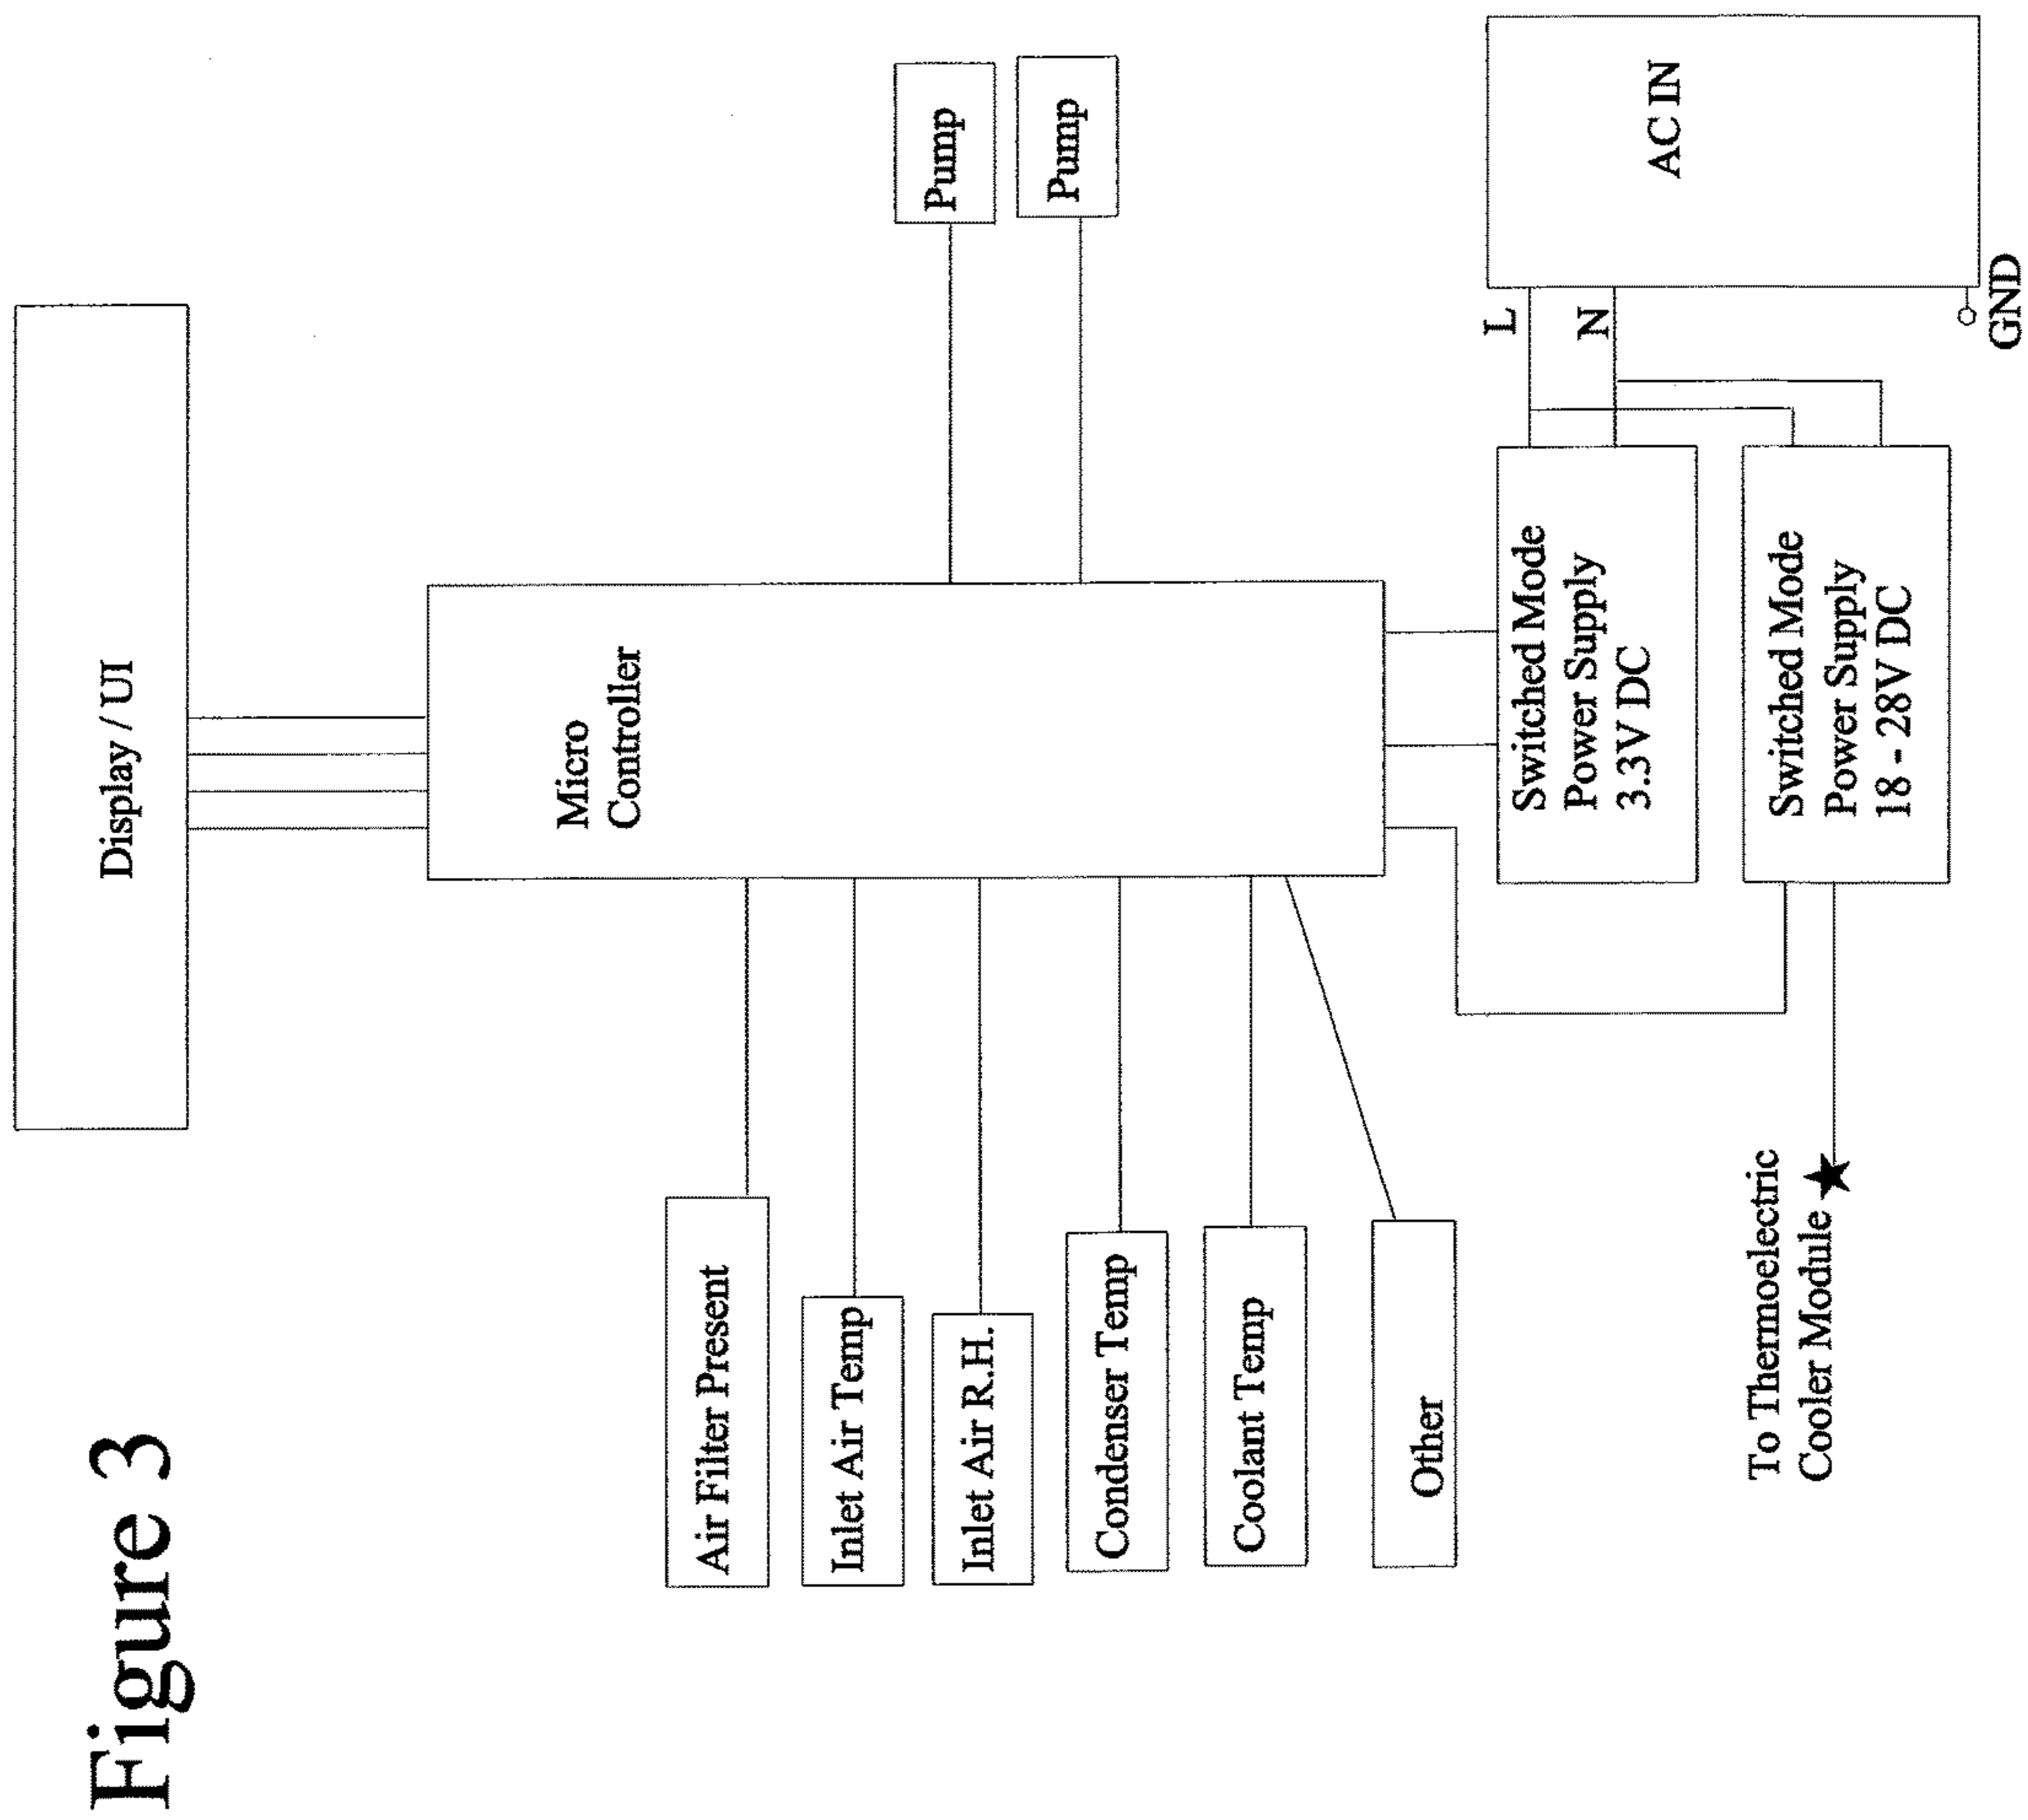 Figure 3
Display / UI
Micro
Controller
Air Filter Present
Inlet Air Temp
Inlet Air R.H.
Condenser Temp
Coolant Temp
Other
Pump
Pump
Switched Mode
Power Supply
3.3V DC
Switched Mode
Power Supply
18 - 28V DC
To Thermoelectric
Cooler Module
L
N
AC IN
GND